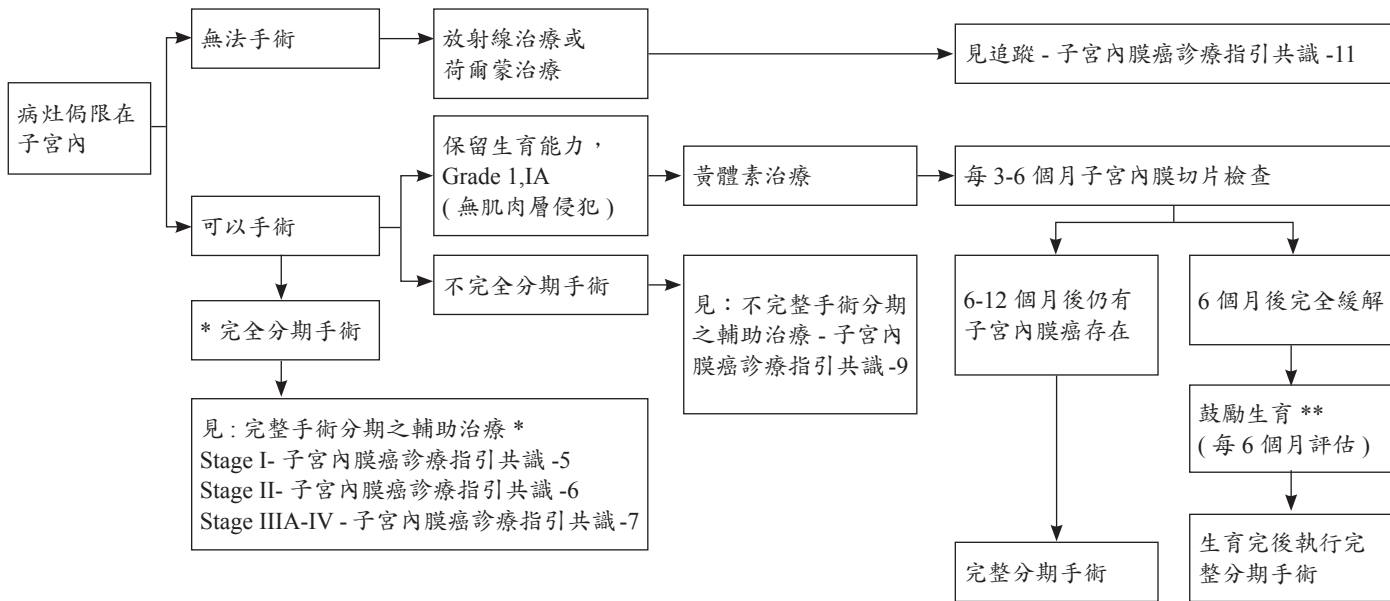 病灶侷限在
子宮內
無法手術
放射線治療或
荷爾蒙治療
見追蹤 - 子宮內膜癌診療指引共識 -11
可以手術
保留生育能力，
Grade 1,IA
( 無肌肉層侵犯 )
黃體素治療
每 3-6 個月子宮內膜切片檢查
6-12 個月後仍有
子宮內膜癌存在
完整分期手術
6 個月後完全緩解
鼓勵生育 **
( 每 6 個月評估 )
生育完後執行完
整分期手術
不完全分期手術
見：不完整手術分期
之輔助治療 - 子宮內
膜癌診療指引共識 -9
* 完全分期手術
見 : 完整手術分期之輔助治療 *
Stage I- 子宮內膜癌診療指引共識 -5
Stage II- 子宮內膜癌診療指引共識 -6
Stage IIIA-IV - 子宮內膜癌診療指引共識 -7